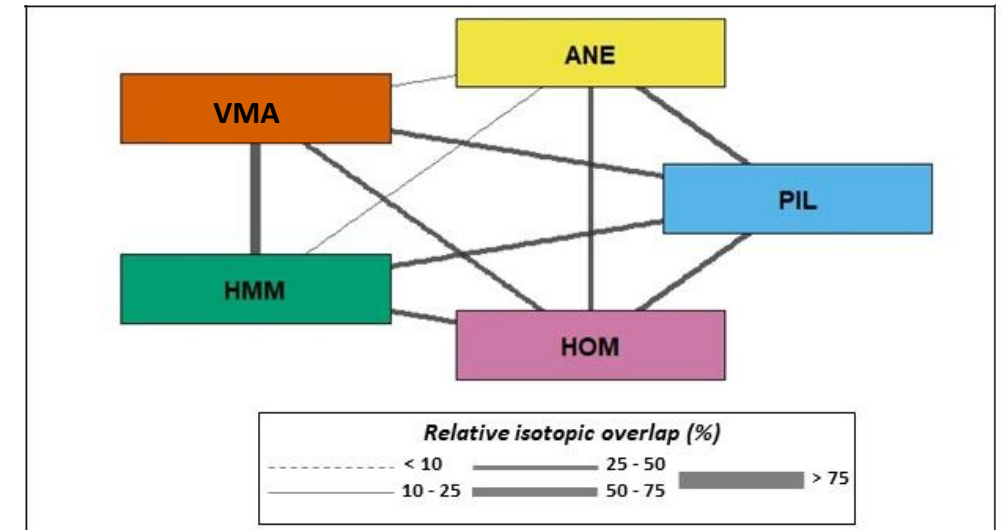 ANE
VMA
PIL
HMM
HOM
Relative isotopic overlap (%)
< 10
25 - 50
> 75
10 - 25
50 - 75